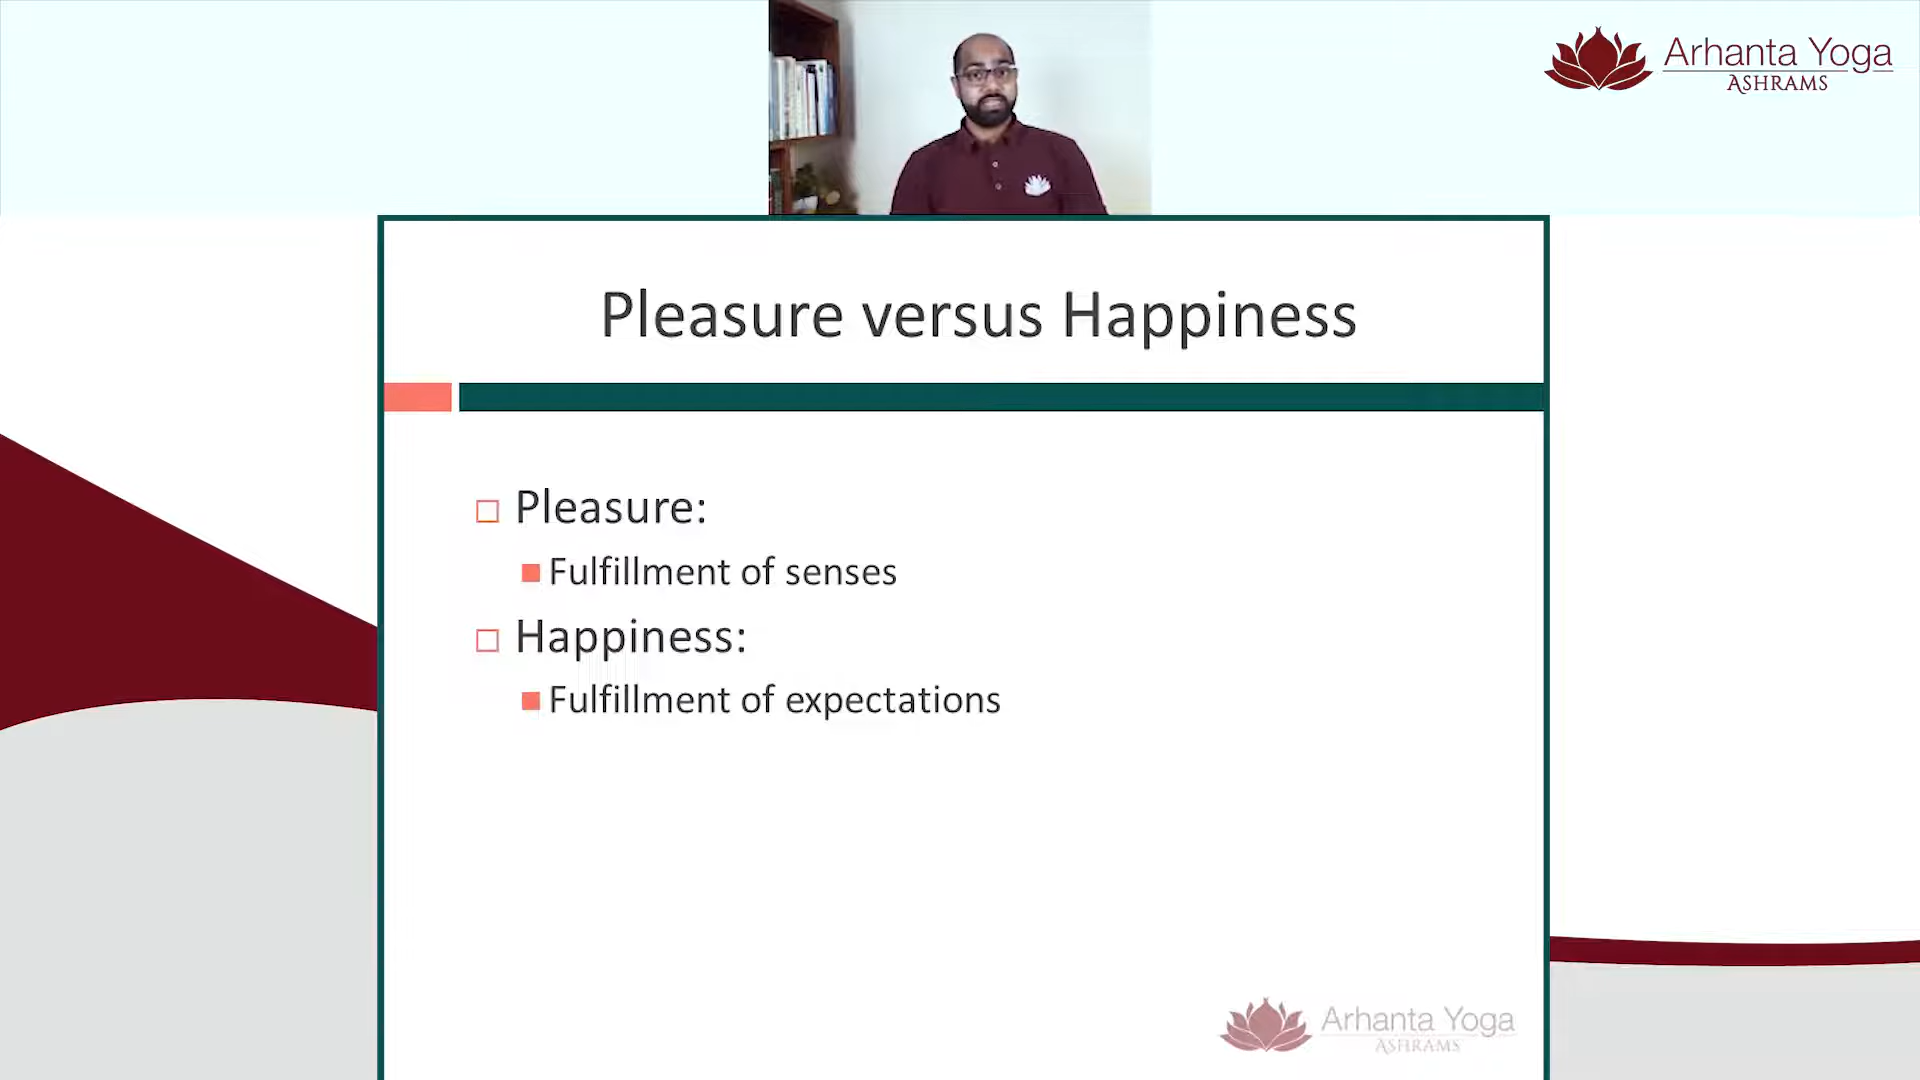 Arhanta Yoga
ASHRAMS
Pleasure versus Happiness
Pleasure:
Fulfillment of senses
Happiness:
Fulfillment of expectations
Arhanta Yoga
ASHRAMS